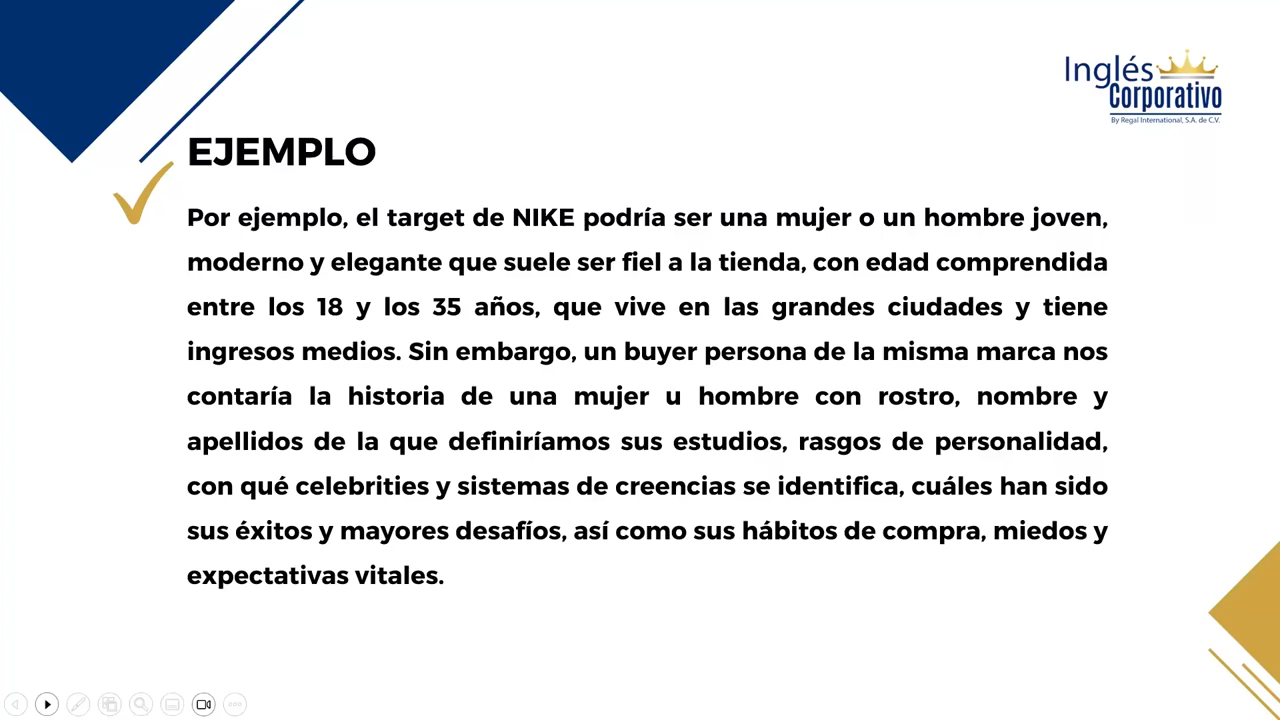 Inglés
Corporativo
By Regal International, S.A. de C.V.
EJEMPLO
Por ejemplo, el target de NIKE podría ser una mujer o un hombre joven,
moderno y elegante que suele ser fiel a la tienda, con edad comprendida
entre los 18 y los 35 años, que vive en las grandes ciudades y tiene
ingresos medios. Sin embargo, un buyer persona de la misma marca nos
contaría la historia de una mujer u hombre con rostro, nombre y
apellidos de la que definiríamos sus estudios, rasgos de personalidad,
con qué celebrities y sistemas de creencias se identifica, cuáles han sido
sus éxitos y mayores desafíos, así como sus hábitos de compra, miedos y
expectativas vitales.